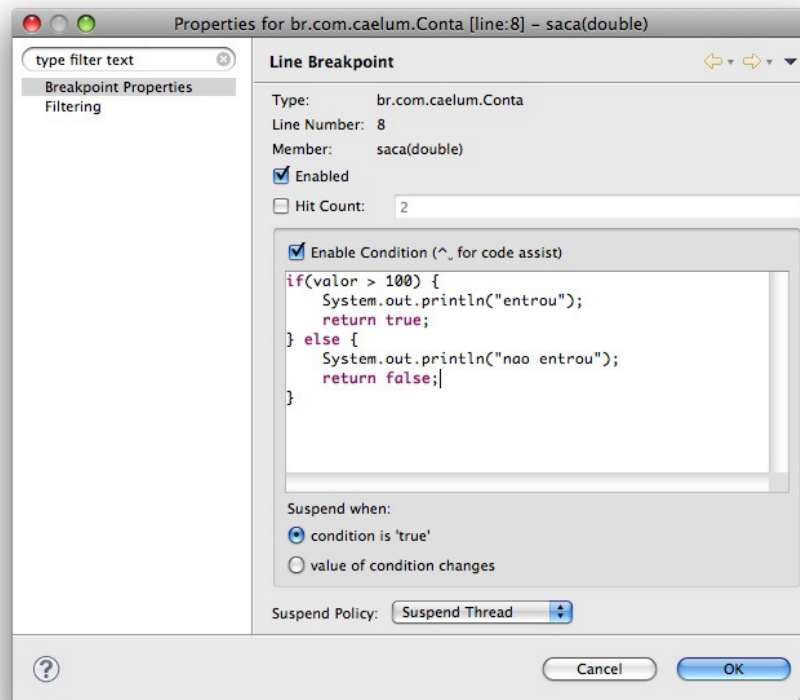 Properties for br.com.caelum.Conta [line:8] – saca(double)
type filter text
Breakpoint Properties
Filtering
Line Breakpoint
Type: br.com.caelum.Conta
Line Number: 8
Member: saca(double)
Enabled
Hit Count: 2
Enable Condition (^␣ for code assist)
if(valor > 100) {
    System.out.println("entrou");
    return true;
} else {
    System.out.println("nao entrou");
    return false;
}
Suspend when:
condition is 'true'
value of condition changes
Suspend Policy: Suspend Thread
?
Cancel OK